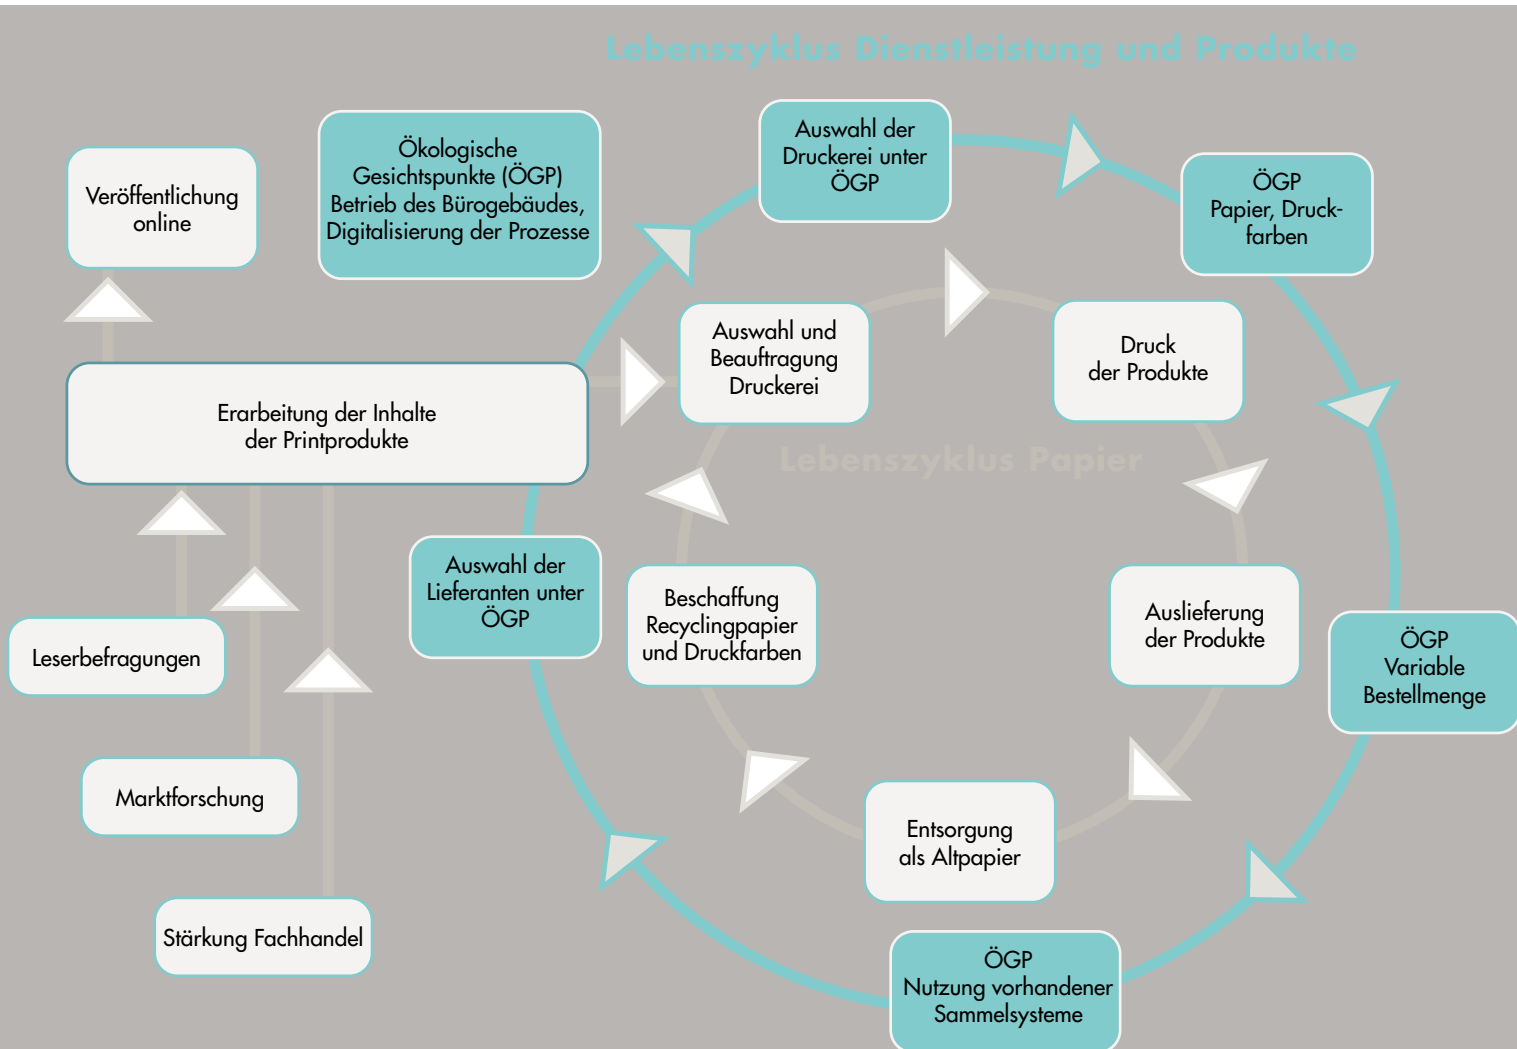 Lebenszyklus Dienstleistung und Produkte
Veröffentlichung
online
Ökologische
Gesichtspunkte (ÖGP)
Betrieb des Bürogebäudes,
Digitalisierung der Prozesse
Auswahl der
Druckerei unter
ÖGP
ÖGP
Papier, Druck-
farben
Erarbeitung der Inhalte
der Printprodukte
Auswahl und
Beauftragung
Druckerei
Druck
der Produkte
Lebenszyklus Papier
Auswahl der
Lieferanten unter
ÖGP
Beschaffung
Recyclingpapier
und Druckfarben
Auslieferung
der Produkte
ÖGP
Variable
Bestellmenge
Leserbefragungen
Marktforschung
Stärkung Fachhandel
Entsorgung
als Altpapier
ÖGP
Nutzung vorhandener
Sammelsysteme